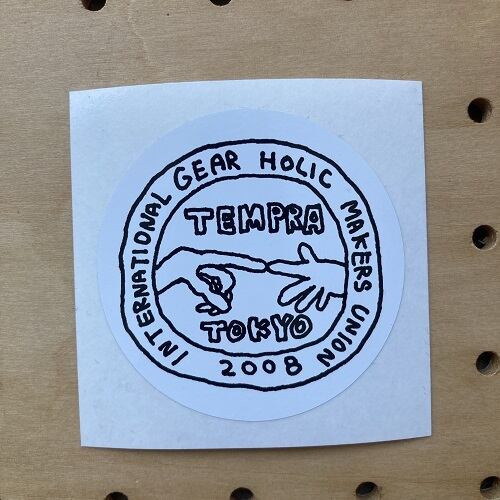 INTERNATIONAL GEAR HOLIC MAKERS UNION
TEMPRA
TOKYO
2008